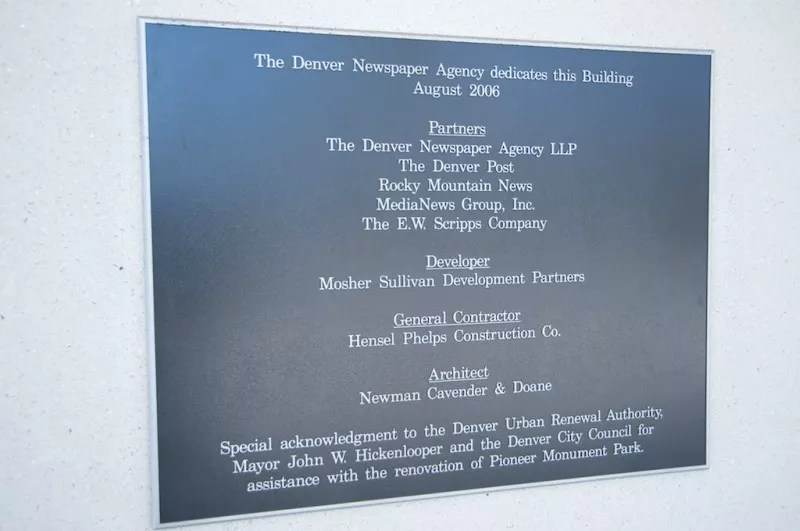 The Denver Newspaper Agency dedicates this Building
August 2006
Partners
The Denver Newspaper Agency LLP
The Denver Post
Rocky Mountain News
MediaNews Group, Inc.
The E.W. Scripps Company
Developer
Mosher Sullivan Development Partners
General Contractor
Hensel Phelps Construction Co.
Architect
Newman Cavender & Doane
Special acknowledgment to the Denver Urban Renewal Authority,
Mayor John W. Hickenlooper and the Denver City Council for
assistance with the renovation of Pioneer Monument Park.